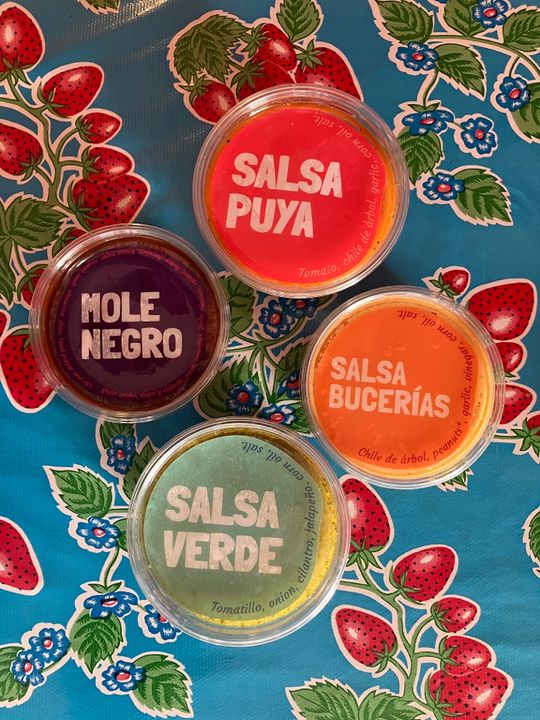 SALSA
PUYA
Tomato, chile de árbol, garlic,
corn oil, salt.
MOLE
NEGRO
SALSA
BUCERÍAS
Chile de árbol, peanuts*, garlic, vinegar, corn oil, salt.
SALSA
VERDE
Tomatillo, onion, cilantro, jalapeño,
corn oil, salt.